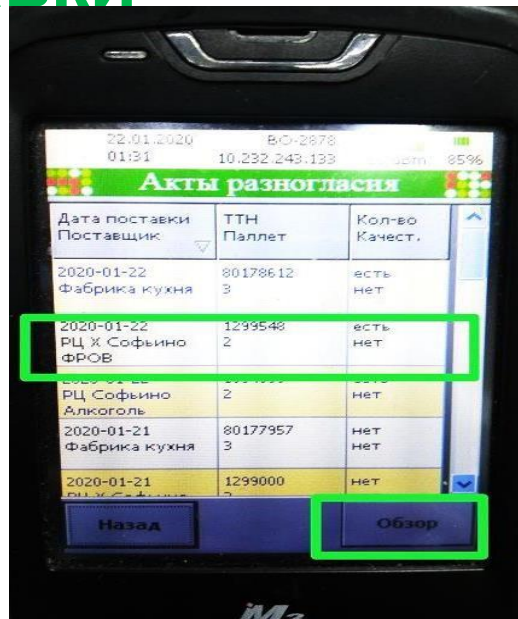 22.01.2020 ВО-2878
01:31 10.232.243.133 85%
Акты разногласия
Дата поставки ТТН Кол-во
Поставщик Паллет Качест.
2020-01-22 80178612 есть
Фабрика кухня 3 нет
2020-01-22 1299548 есть
РЦ Х Софьино 2 нет
ФРОВ
РЦ Софьино 2 нет
Алкоголь
2020-01-21 80177957 нет
Фабрика кухня 3 нет
2020-01-21 1299000 нет
Назад Обзор